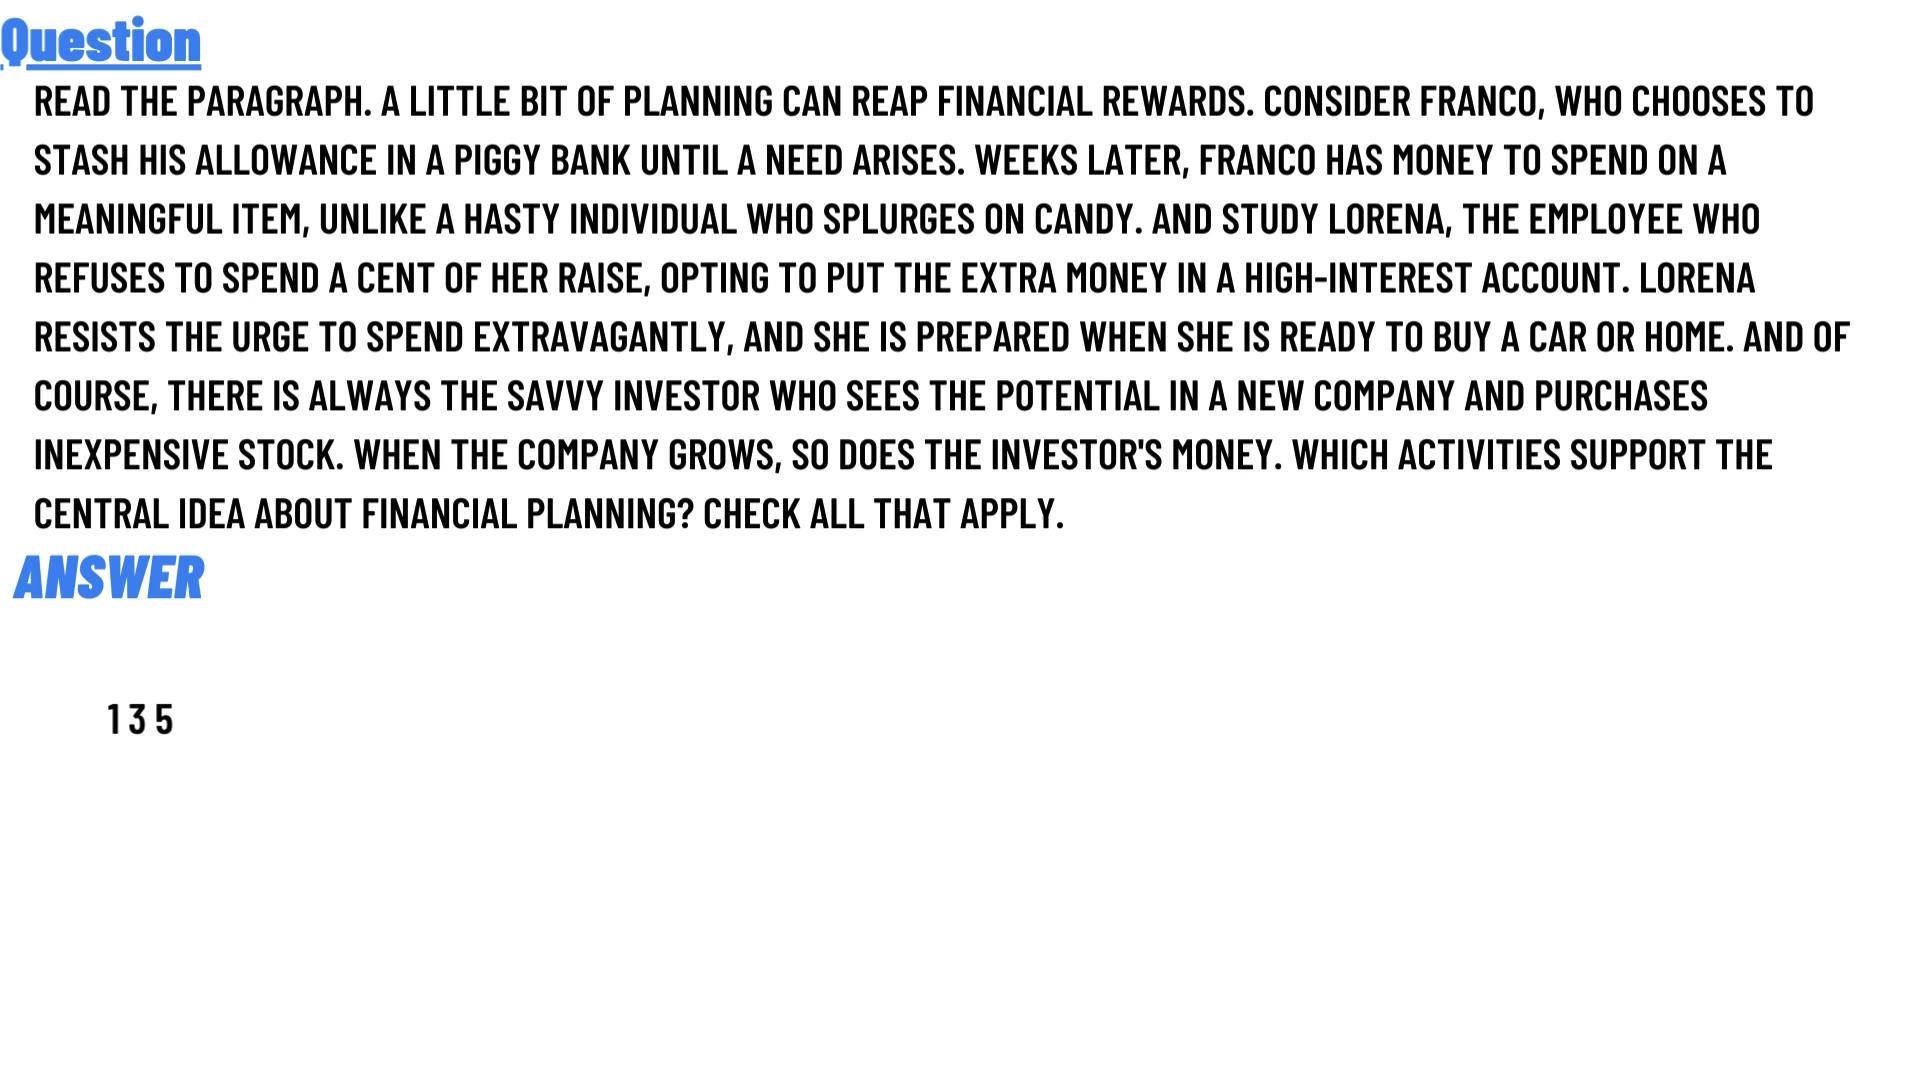 Question
READ THE PARAGRAPH. A LITTLE BIT OF PLANNING CAN REAP FINANCIAL REWARDS. CONSIDER FRANCO, WHO CHOOSES TO
STASH HIS ALLOWANCE IN A PIGGY BANK UNTIL A NEED ARISES. WEEKS LATER, FRANCO HAS MONEY TO SPEND ON A
MEANINGFUL ITEM, UNLIKE A HASTY INDIVIDUAL WHO SPLURGES ON CANDY. AND STUDY LORENA, THE EMPLOYEE WHO
REFUSES TO SPEND A CENT OF HER RAISE, OPTING TO PUT THE EXTRA MONEY IN A HIGH-INTEREST ACCOUNT. LORENA
RESISTS THE URGE TO SPEND EXTRAVAGANTLY, AND SHE IS PREPARED WHEN SHE IS READY TO BUY A CAR OR HOME. AND OF
COURSE, THERE IS ALWAYS THE SAVVY INVESTOR WHO SEES THE POTENTIAL IN A NEW COMPANY AND PURCHASES
INEXPENSIVE STOCK. WHEN THE COMPANY GROWS, SO DOES THE INVESTOR'S MONEY. WHICH ACTIVITIES SUPPORT THE
CENTRAL IDEA ABOUT FINANCIAL PLANNING? CHECK ALL THAT APPLY.
ANSWER
1 3 5